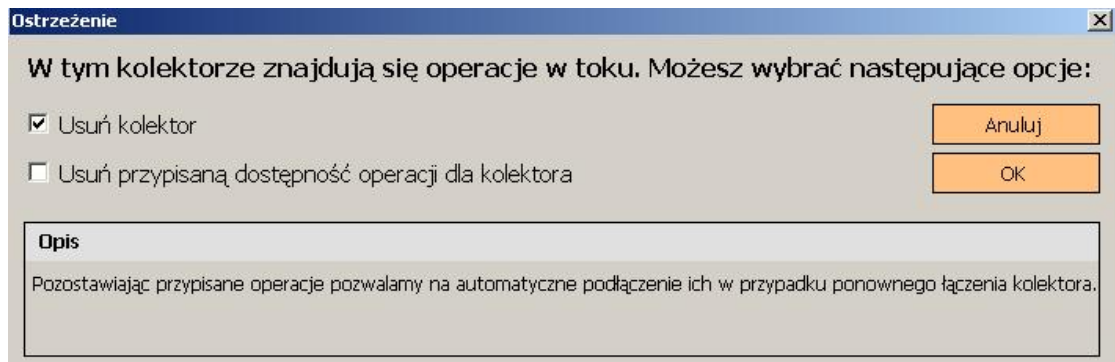 Ostrzeżenie
W tym kolektorze znajdują się operacje w toku. Możesz wybrać następujące opcje:
Usuń kolektor
Anuluj
Usuń przypisaną dostępność operacji dla kolektora
OK
Opis
Pozostawiając przypisane operacje pozwalamy na automatyczne podłączenie ich w przypadku ponownego łączenia kolektora.